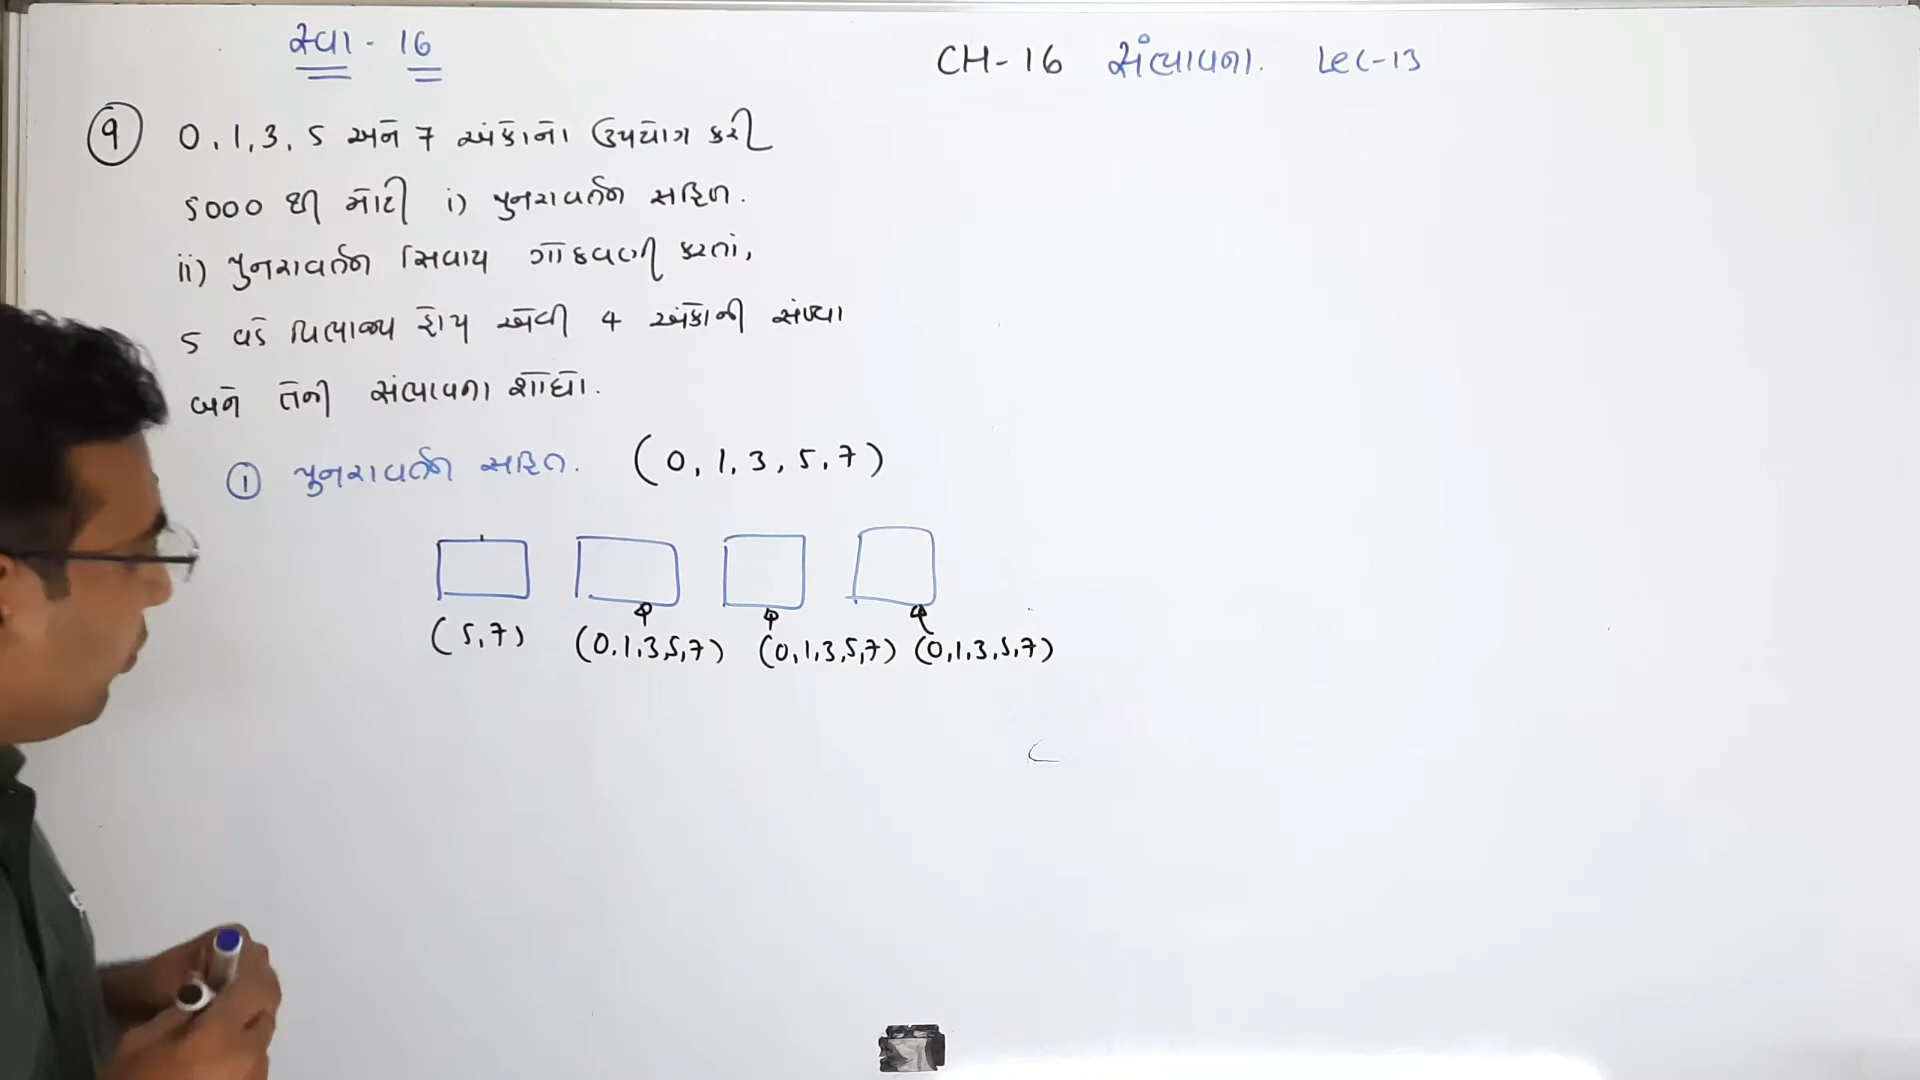 સ્વા - 16
CH-16 સંભાવના. Lec-13
9 0, 1, 3, 5 અને 7 અંકોનો ઉપયોગ કરી
5000 થી મોટી i) પુનરાવર્તન સહિત.
ii) પુનરાવર્તન સિવાય ગોઠવણી કરતાં,
5 વડે વિભાજ્ય હોય એવી 4 અંકોની સંખ્યા
બને તેની સંભાવના શોધો.
① પુનરાવર્તન સહિત. (0, 1, 3, 5, 7)
(5,7) (0,1,3,5,7) (0,1,3,5,7) (0,1,3,5,7)